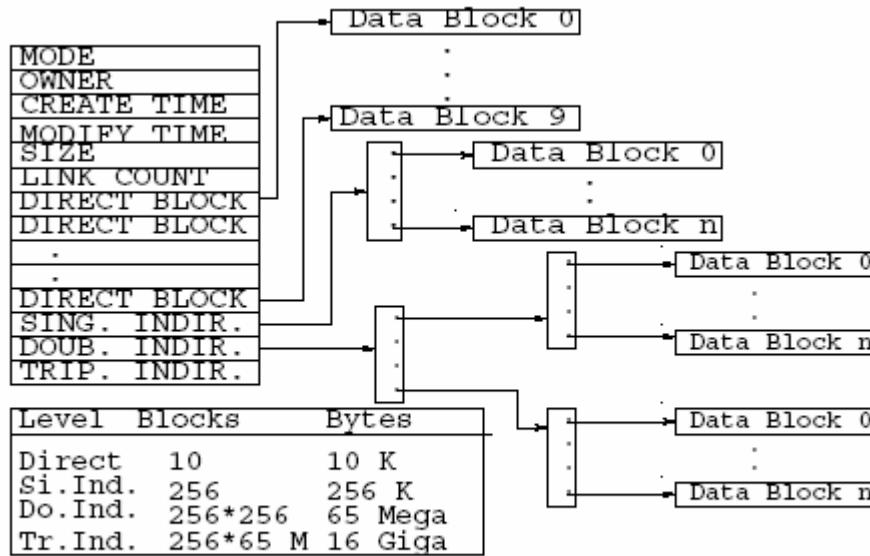 MODE
OWNER
CREATE TIME
MODIFY TIME
SIZE
LINK COUNT
DIRECT BLOCK
DIRECT BLOCK
.
.
DIRECT BLOCK
SING. INDIR.
DOUB. INDIR.
TRIP. INDIR.
Data Block 0
Data Block 9
Data Block 0
Data Block n
Data Block 0
Data Block n
Data Block 0
Data Block n
Level Blocks Bytes
Direct 10 10 K
Si.Ind. 256 256 K
Do.Ind. 256*256 65 Mega
Tr.Ind. 256*65 M 16 Giga